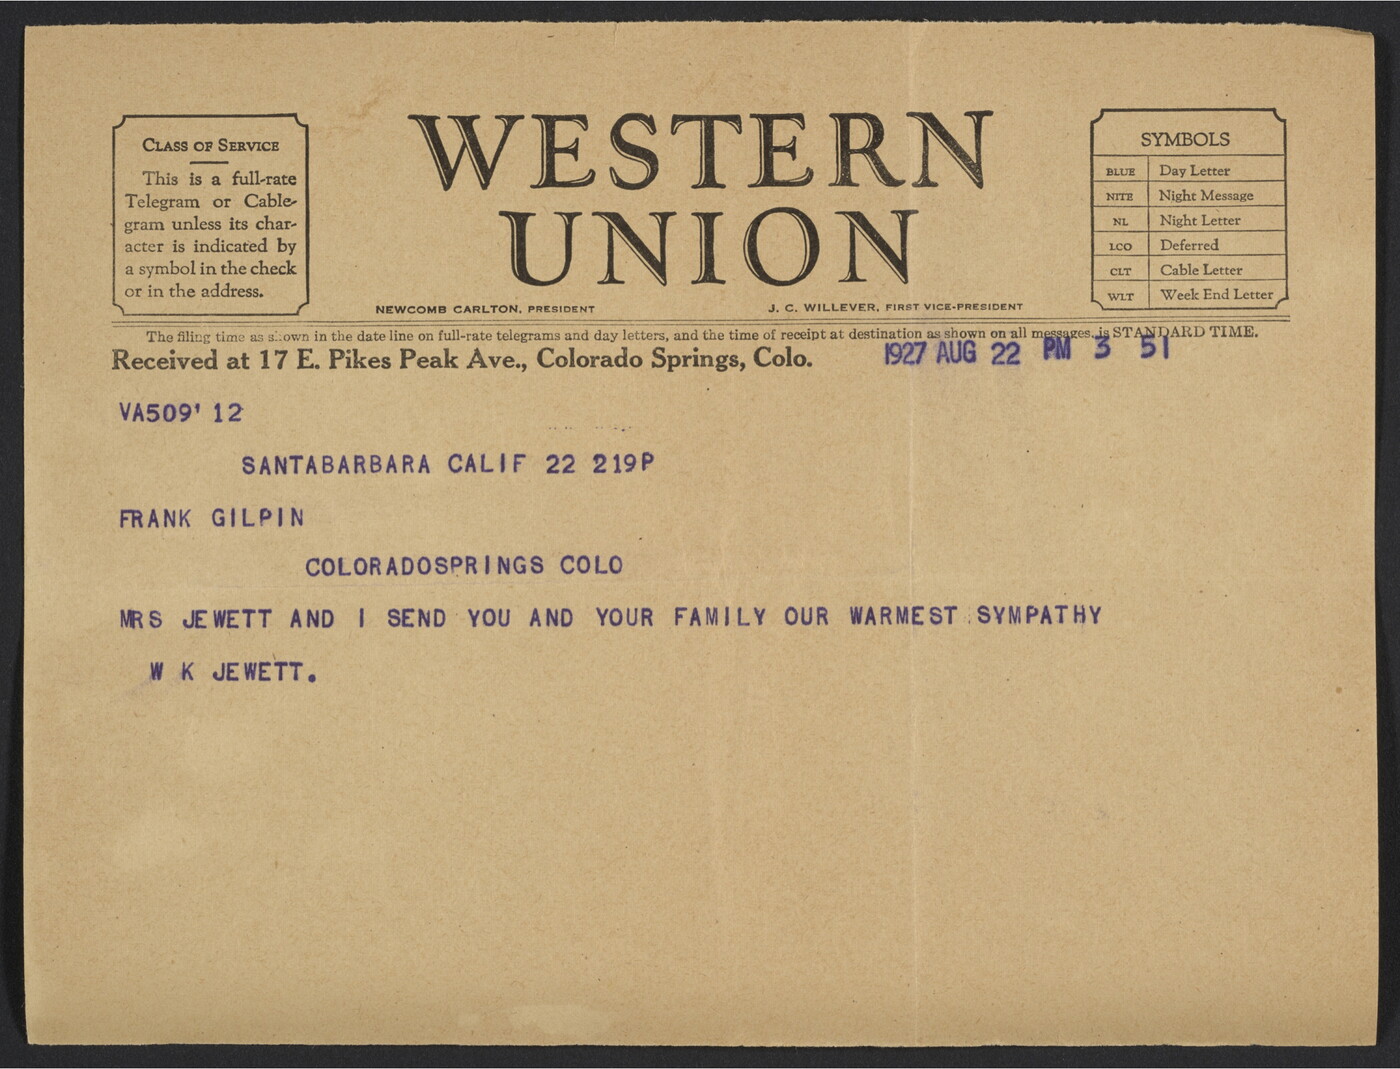 CLASS OF SERVICE
This is a full-rate
Telegram or Cable-
gram unless its char-
acter is indicated by
a symbol in the check
or in the address.
WESTERN
UNION
NEWCOMB CARLTON, PRESIDENT
J. C. WILLEVER, FIRST VICE-PRESIDENT
SYMBOLS
BLUE Day Letter
NITE Night Message
NL Night Letter
LCO Deferred
CLT Cable Letter
WLT Week End Letter
The filing time as shown in the date line on full-rate telegrams and day letters, and the time of receipt at destination as shown on all messages, is STANDARD TIME.
Received at 17 E. Pikes Peak Ave., Colorado Springs, Colo. 1927 AUG 22 PM 3 51
VA509' 12
SANTABARBARA CALIF 22 219P
FRANK GILPIN
COLORADOSPRINGS COLO
MRS JEWETT AND I SEND YOU AND YOUR FAMILY OUR WARMEST SYMPATHY
W K JEWETT.